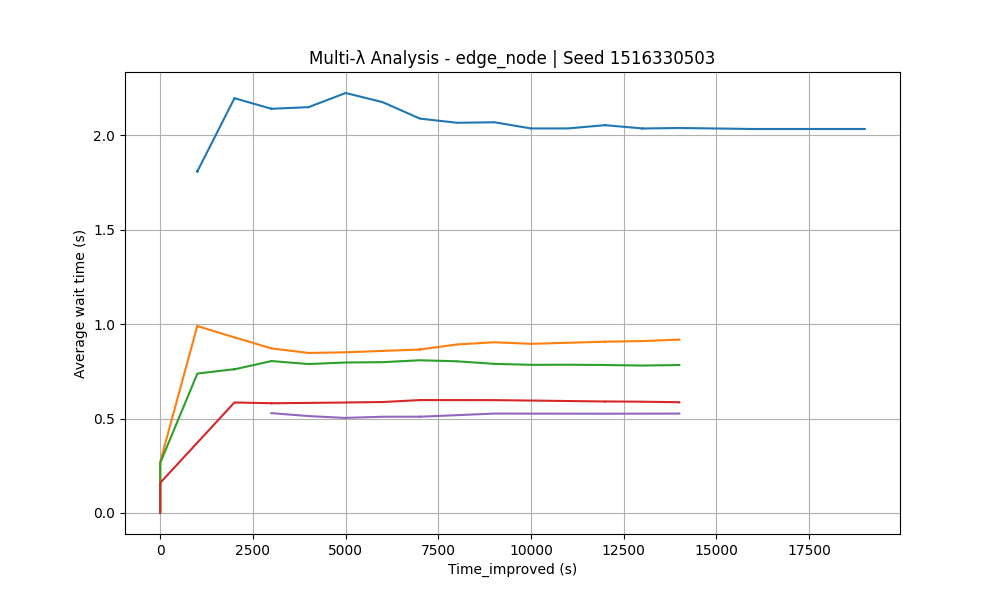 Multi-λ Analysis - edge_node | Seed 1516330503
Average wait time (s)
2.0
1.5
1.0
0.5
0.0
0 2500 5000 7500 10000 12500 15000 17500
Time_improved (s)